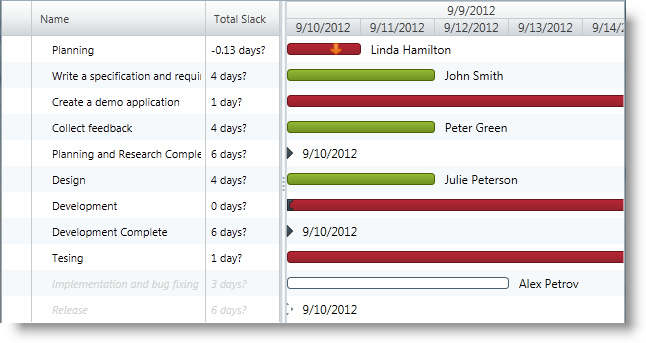 Name Total Slack 9/9/2012
9/10/2012 9/11/2012 9/12/2012 9/13/2012 9/14/2
Planning -0.13 days? Linda Hamilton
Write a specification and requir 4 days? John Smith
Create a demo application 1 day?
Collect feedback 4 days? Peter Green
Planning and Research Comple 6 days? 9/10/2012
Design 4 days? Julie Peterson
Development 0 days?
Development Complete 6 days? 9/10/2012
Tesing 1 day?
Implementation and bug fixing 3 days? Alex Petrov
Release 6 days? 9/10/2012